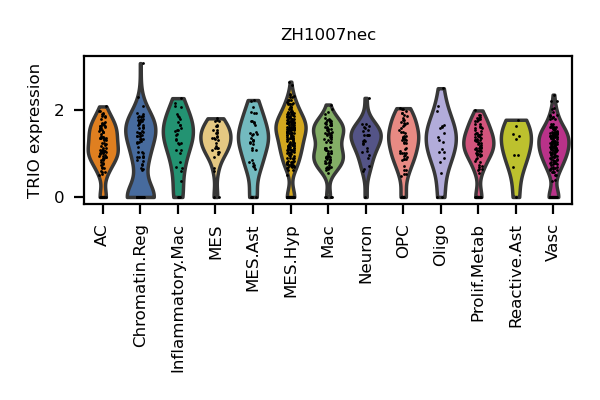 ZH1007nec
TRIO expression
2
0
AC
Chromatin.Reg
Inflammatory.Mac
MES
MES.Ast
MES.Hyp
Mac
Neuron
OPC
Oligo
Prolif.Metab
Reactive.Ast
Vasc